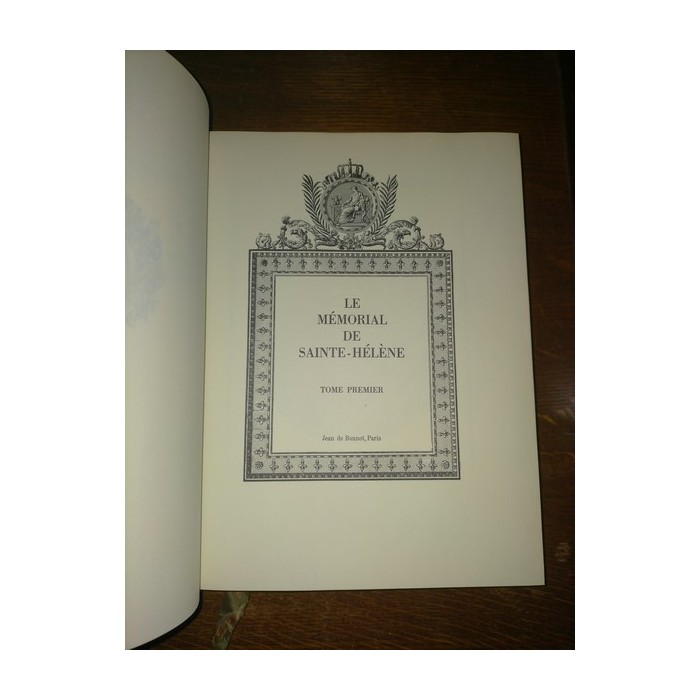 LE
MÉMORIAL
DE
SAINTE-HÉLÈNE
TOME PREMIER
Jean de Bonnot, Paris